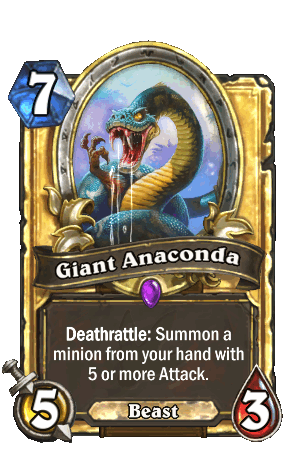 7
Giant Anaconda
Deathrattle: Summon a
minion from your hand with
5 or more Attack.
5
Beast
3